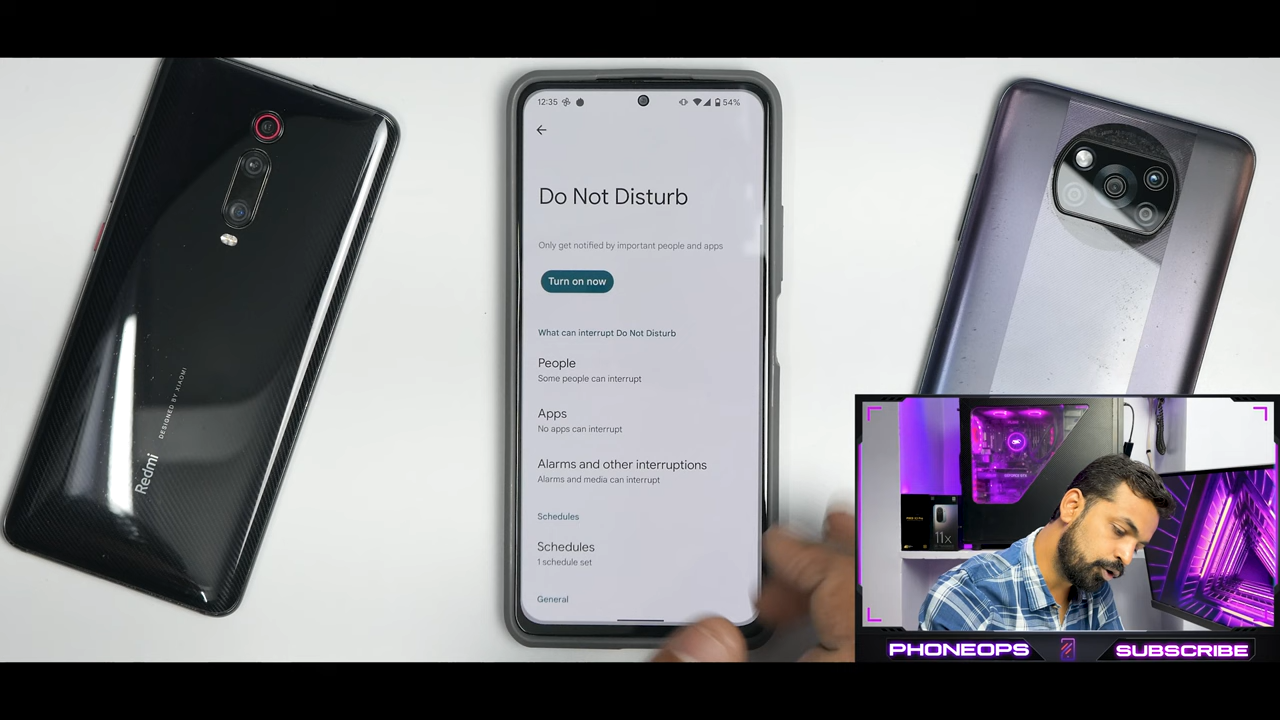 12:35
54%
Do Not Disturb
Only get notified by important people and apps
Turn on now
What can interrupt Do Not Disturb
People
Some people can interrupt
Apps
No apps can interrupt
Alarms and other interruptions
Alarms and media can interrupt
Schedules
Schedules
1 schedule set
General
Redmi
DESIGNED BY XIAOMI
11x
PHONEOPS
SUBSCRIBE